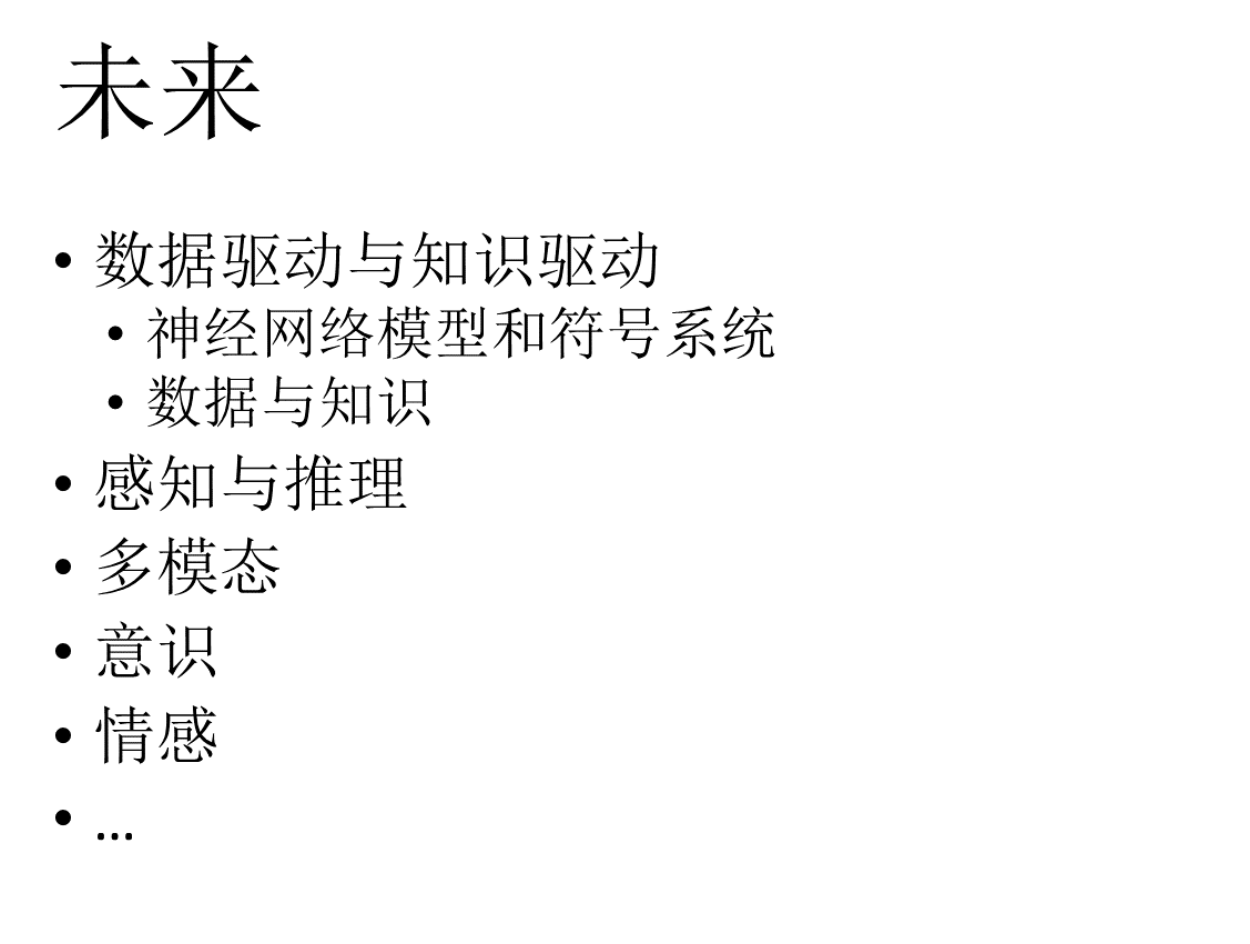 未来
• 数据驱动与知识驱动
• 神经网络模型和符号系统
• 数据与知识
• 感知与推理
• 多模态
• 意识
• 情感
• ...